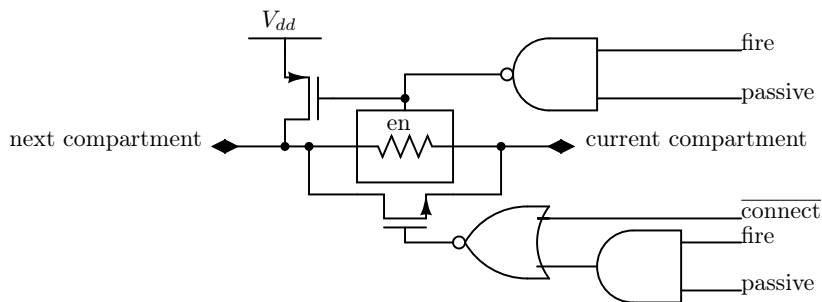 V_dd
fire
passive
en
next compartment
current compartment
connect
fire
passive